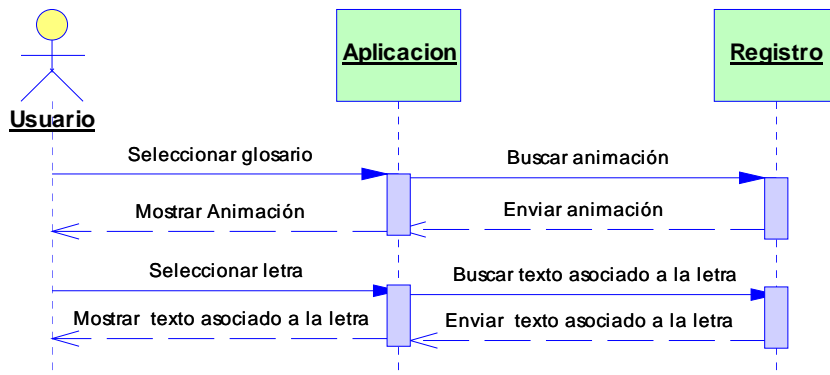 Aplicacion
Registro
Usuario
Seleccionar glosario
Buscar animación
Mostrar Animación
Enviar animación
Seleccionar letra
Buscar texto asociado a la letra
Mostrar texto asociado a la letra
Enviar texto asociado a la letra